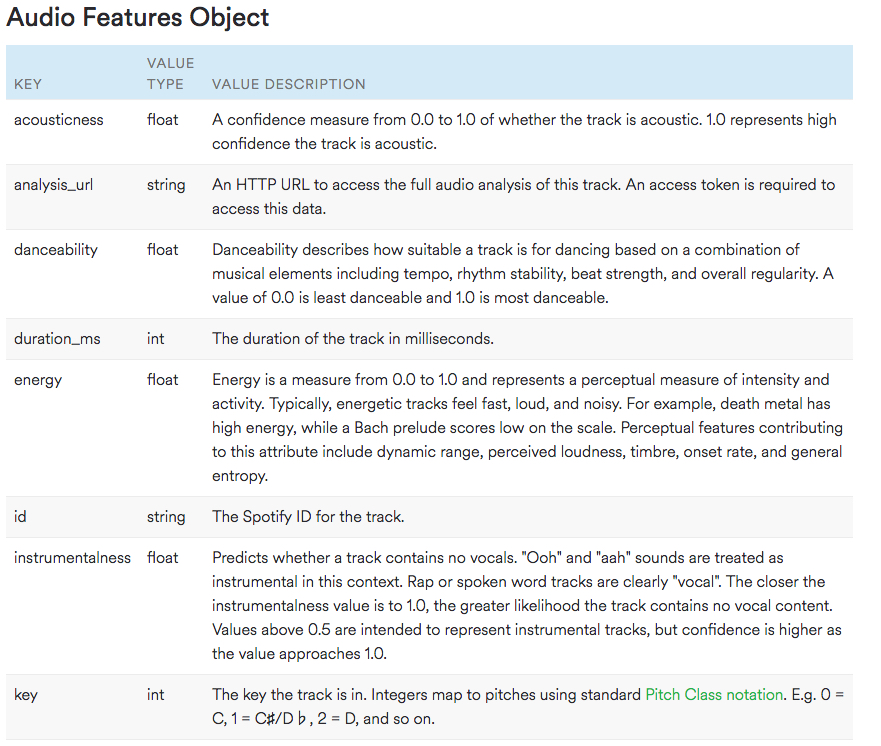 Audio Features Object
KEY VALUE TYPE VALUE DESCRIPTION
acousticness float A confidence measure from 0.0 to 1.0 of whether the track is acoustic. 1.0 represents high
confidence the track is acoustic.
analysis_url string An HTTP URL to access the full audio analysis of this track. An access token is required to
access this data.
danceability float Danceability describes how suitable a track is for dancing based on a combination of
musical elements including tempo, rhythm stability, beat strength, and overall regularity. A
value of 0.0 is least danceable and 1.0 is most danceable.
duration_ms int The duration of the track in milliseconds.
energy float Energy is a measure from 0.0 to 1.0 and represents a perceptual measure of intensity and
activity. Typically, energetic tracks feel fast, loud, and noisy. For example, death metal has
high energy, while a Bach prelude scores low on the scale. Perceptual features contributing
to this attribute include dynamic range, perceived loudness, timbre, onset rate, and general
entropy.
id string The Spotify ID for the track.
instrumentalness float Predicts whether a track contains no vocals. "Ooh" and "aah" sounds are treated as
instrumental in this context. Rap or spoken word tracks are clearly "vocal". The closer the
instrumentalness value is to 1.0, the greater likelihood the track contains no vocal content.
Values above 0.5 are intended to represent instrumental tracks, but confidence is higher as
the value approaches 1.0.
key int The key the track is in. Integers map to pitches using standard Pitch Class notation. E.g. 0 =
C, 1 = C♯/D♭, 2 = D, and so on.